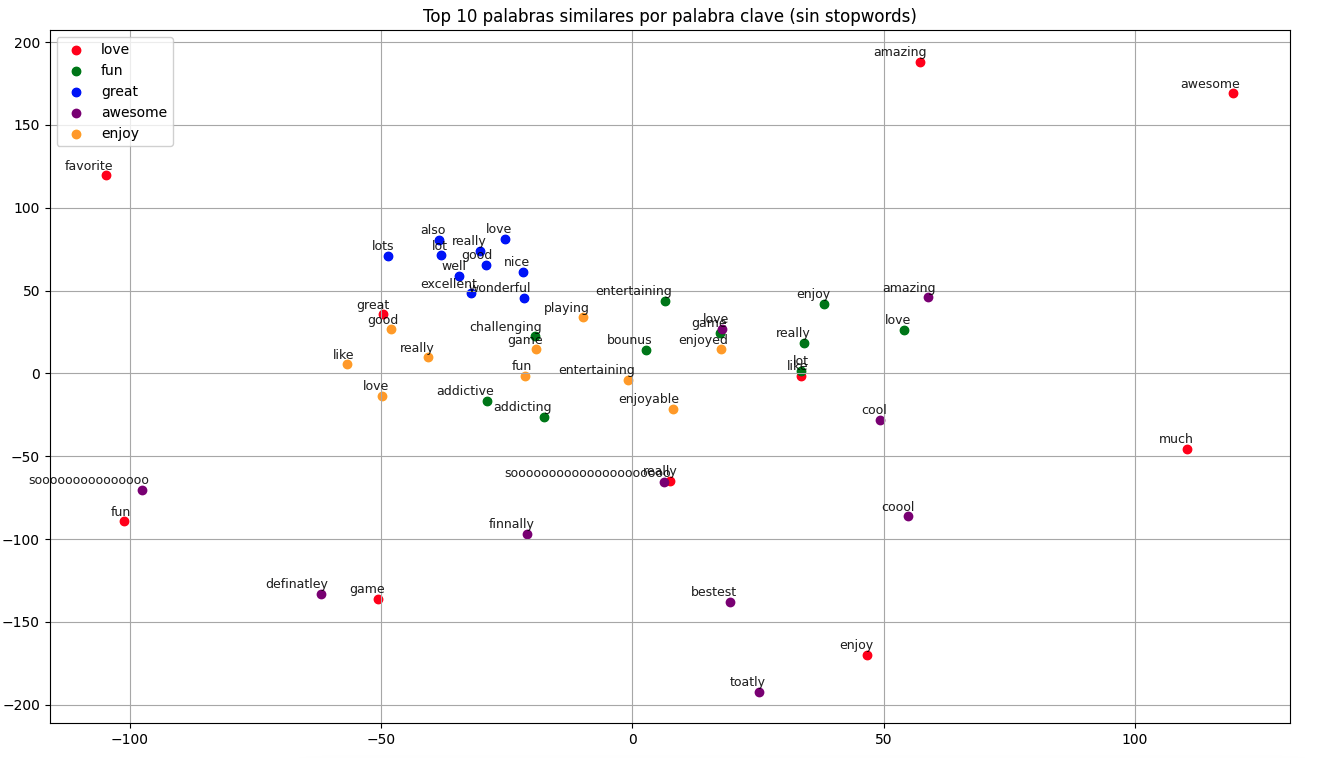 Top 10 palabras similares por palabra clave (sin stopwords)
love
fun
great
awesome
enjoy
200
150
100
50
0
−50
−100
−150
−200
amazing
awesome
favorite
also
love
lots
lot
really
good
well
nice
excellent
wonderful
entertaining
enjoy
amazing
great
playing
good
challenging
love
game
love
game
bounus
enjoyed
really
like
really
fun
entertaining
lot
like
love
addictive
addicting
enjoyable
cool
much
soooooooooooooooooooooo
really
soooooooooooooooo
fun
finnally
coool
definatley
game
bestest
enjoy
toatly
−100
−50
0
50
100